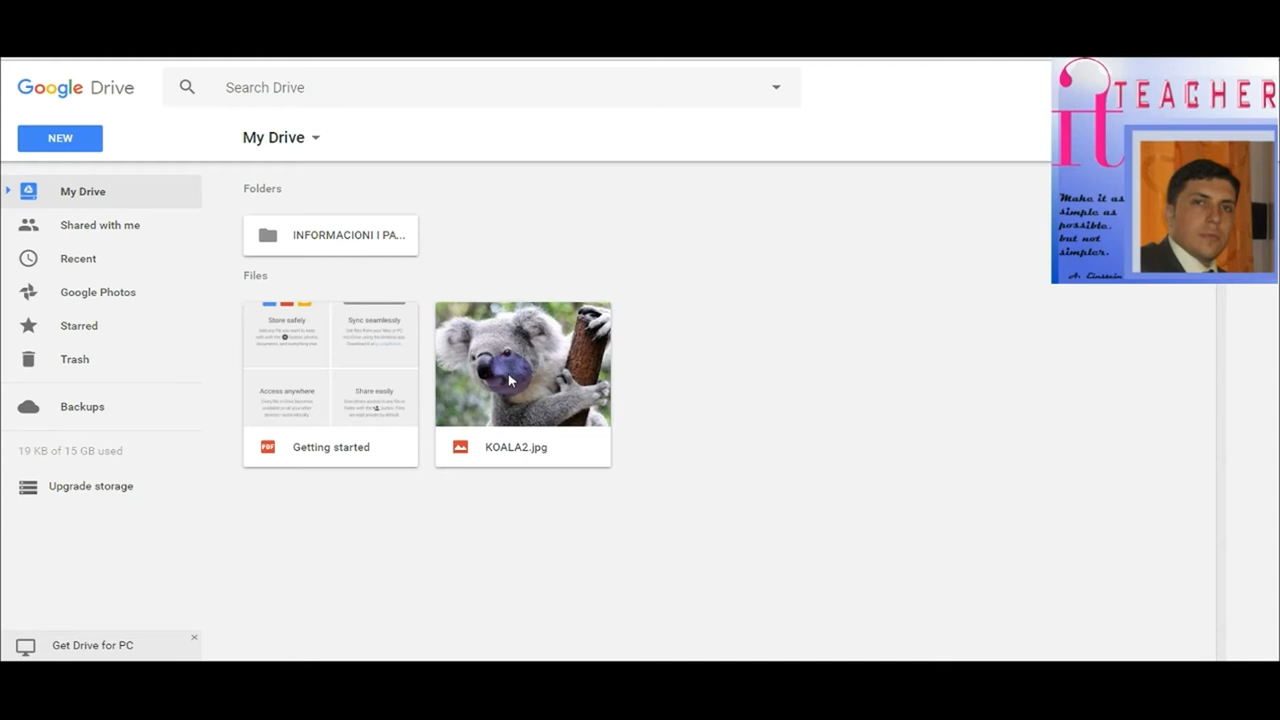 Google Drive
Search Drive
NEW
My Drive
My Drive
Shared with me
Recent
Google Photos
Starred
Trash
Backups
19 KB of 15 GB used
Upgrade storage
Get Drive for PC
Folders
INFORMACIONI I PA...
Files
Store safely
Sync seamlessly
Access anywhere
Share easily
PDF
Getting started
KOALA2.jpg
it TEACHER
Make it as
simple as
possible.
but not
simpler.
A. Einstein